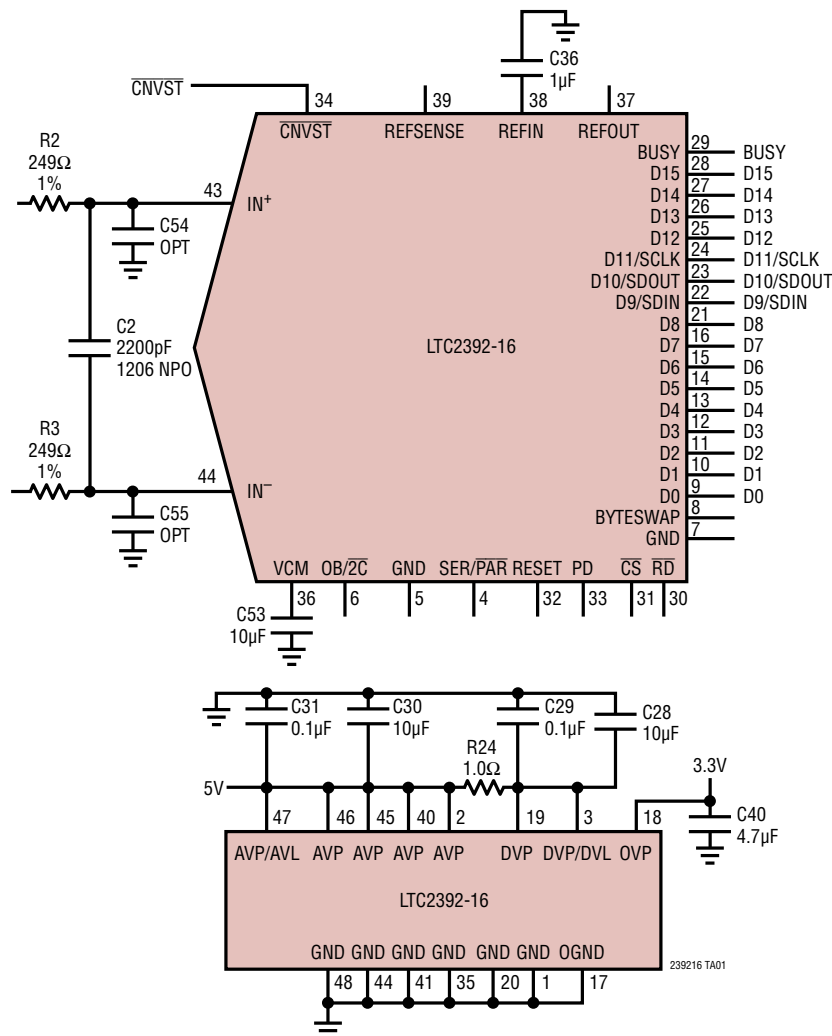 C36
1µF
CNVST
34
39
38
37
CNVST
REFSENSE
REFIN
REFOUT
R2
249Ω
1%
43
IN+
C54
OPT
C2
2200pF
1206 NPO
LTC2392-16
R3
249Ω
1%
44
IN−
C55
OPT
BUSY 29 BUSY
D15 28 D15
D14 27 D14
D13 26 D13
D12 25 D12
D11/SCLK 24 D11/SCLK
D10/SDOUT 23 D10/SDOUT
D9/SDIN 22 D9/SDIN
D8 21 D8
D7 16 D7
D6 15 D6
D5 14 D5
D4 13 D4
D3 12 D3
D2 11 D2
D1 10 D1
D0 9 D0
BYTESWAP 8
GND 7
VCM OB/2C GND SER/PAR RESET PD CS RD
36 6 5 4 32 33 31 30
C53
10µF
C31
0.1µF
C30
10µF
C29
0.1µF
C28
10µF
R24
1.0Ω
5V
3.3V
C40
4.7µF
47 46 45 40 2 19 3 18
AVP/AVL AVP AVP AVP AVP DVP DVP/DVL OVP
LTC2392-16
GND GND GND GND GND GND OGND
48 44 41 35 20 1 17
239216 TA01